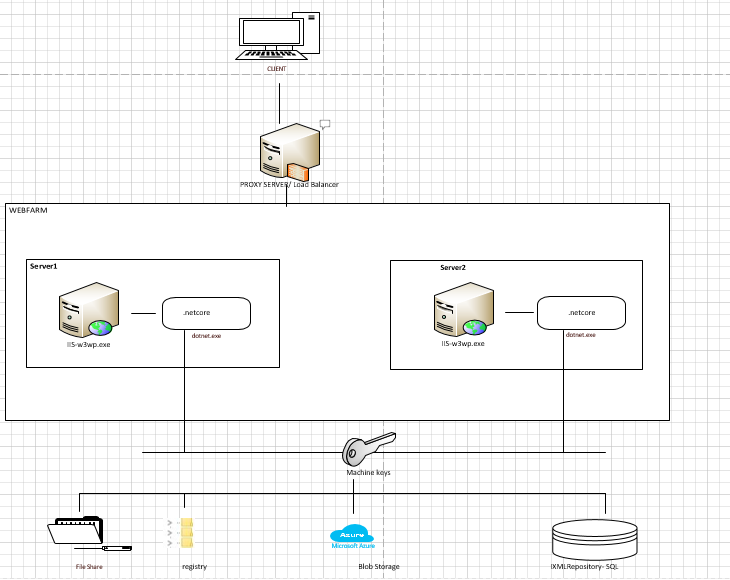 CLIENT
PROXY SERVER/ Load Balancer
WEBFARM
Server1
Server2
.netcore
.netcore
dotnet.exe
dotnet.exe
IIS-w3wp.exe
IIS-w3wp.exe
Machine keys
Azure
Microsoft Azure
File Share
registry
Blob Storage
IXMLRepository- SQL